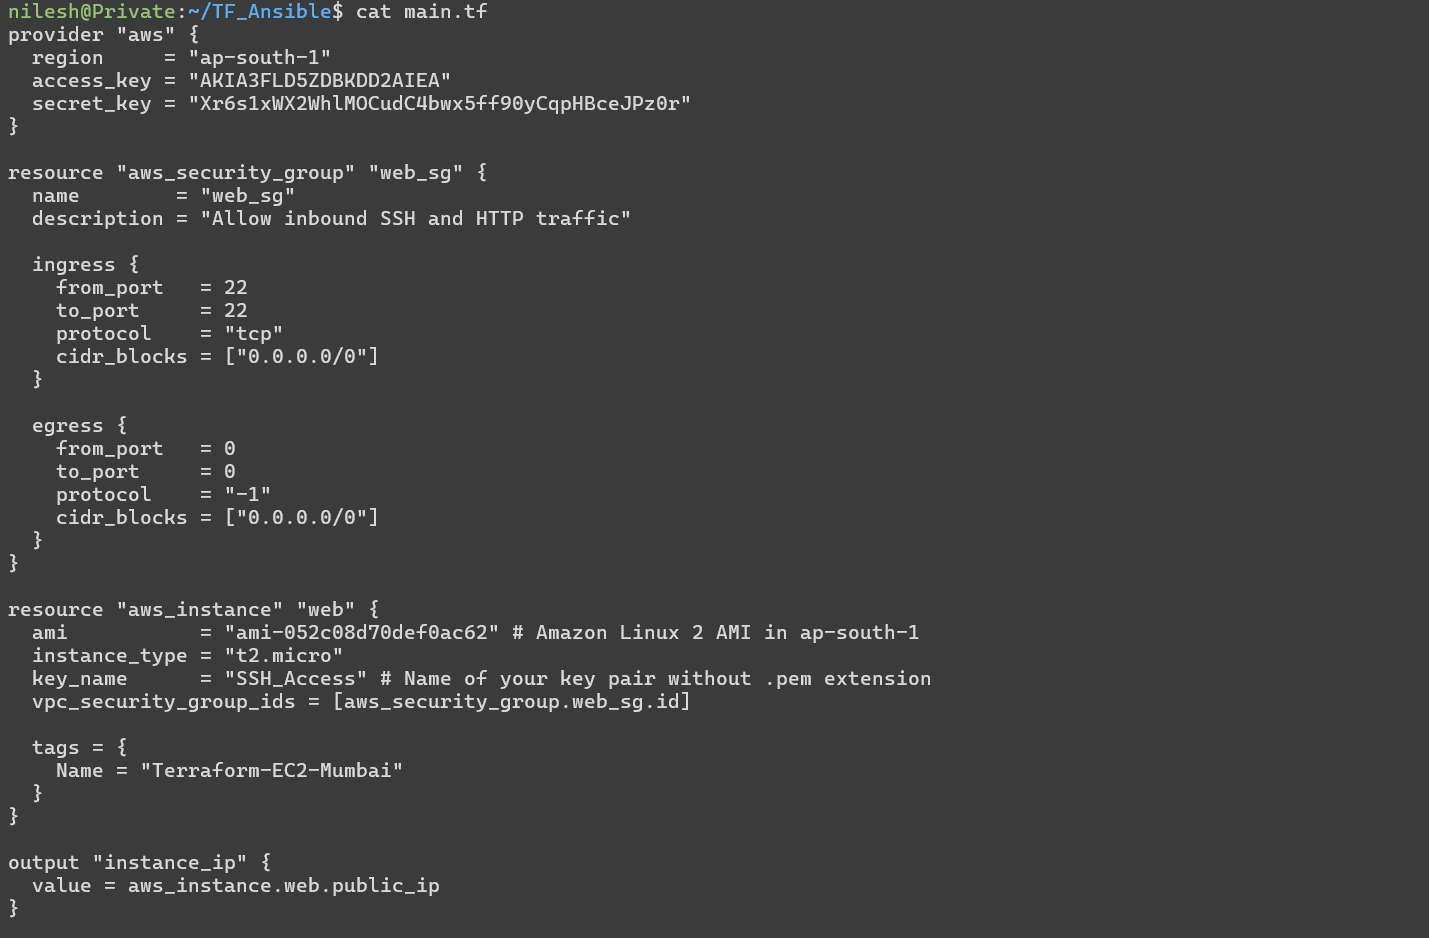 nilesh@Private:~/TF_Ansible$ cat main.tf
provider "aws" {
  region     = "ap-south-1"
  access_key = "AKIA3FLD5ZDBKDD2AIEA"
  secret_key = "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"
}

resource "aws_security_group" "web_sg" {
  name        = "web_sg"
  description = "Allow inbound SSH and HTTP traffic"

  ingress {
    from_port   = 22
    to_port     = 22
    protocol    = "tcp"
    cidr_blocks = ["0.0.0.0/0"]
  }

  egress {
    from_port   = 0
    to_port     = 0
    protocol    = "-1"
    cidr_blocks = ["0.0.0.0/0"]
  }
}

resource "aws_instance" "web" {
  ami           = "ami-052c08d70def0ac62" # Amazon Linux 2 AMI in ap-south-1
  instance_type = "t2.micro"
  key_name      = "SSH_Access" # Name of your key pair without .pem extension
  vpc_security_group_ids = [aws_security_group.web_sg.id]

  tags = {
    Name = "Terraform-EC2-Mumbai"
  }
}

output "instance_ip" {
  value = aws_instance.web.public_ip
}